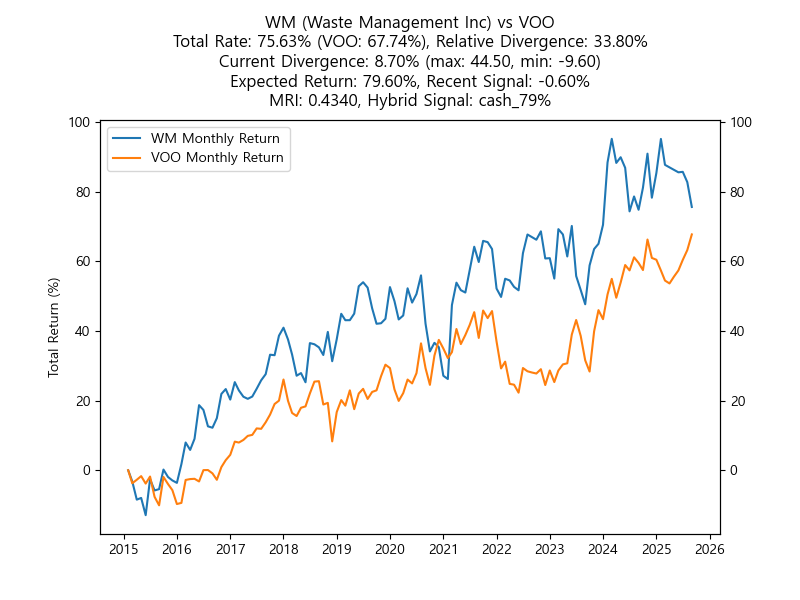 WM (Waste Management Inc) vs VOO
Total Rate: 75.63% (VOO: 67.74%), Relative Divergence: 33.80%
Current Divergence: 8.70% (max: 44.50, min: -9.60)
Expected Return: 79.60%, Recent Signal: -0.60%
MRI: 0.4340, Hybrid Signal: cash_79%
WM Monthly Return
VOO Monthly Return
Total Return (%)
100
80
60
40
20
0
100
80
60
40
20
0
2015 2016 2017 2018 2019 2020 2021 2022 2023 2024 2025 2026